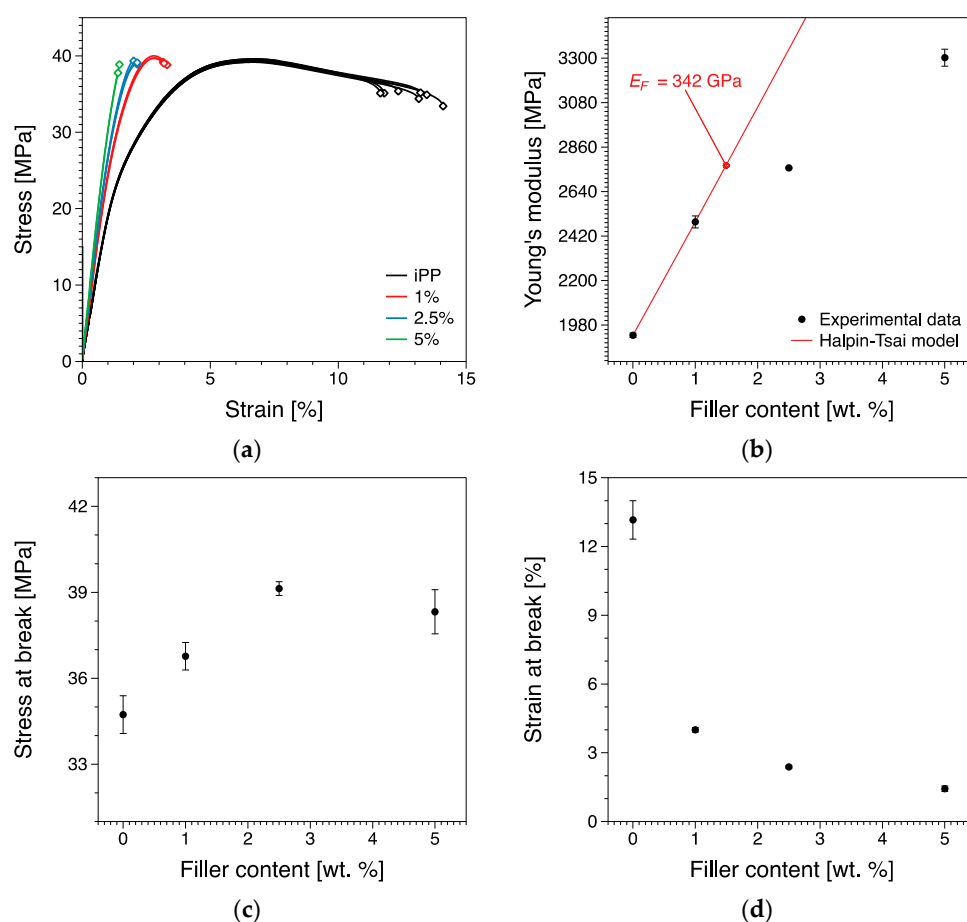 40
30
20
10
0
Stress [MPa]
0
5
10
15
Strain [%]
iPP
1%
2.5%
5%
(a)
3300
3080
2860
2640
2420
2200
1980
Young's modulus [MPa]
E_F = 342 GPa
Experimental data
Halpin-Tsai model
0
1
2
3
4
5
Filler content [wt. %]
(b)
42
39
36
33
Stress at break [MPa]
0
1
2
3
4
5
Filler content [wt. %]
(c)
15
12
9
6
3
0
Strain at break [%]
0
1
2
3
4
5
Filler content [wt. %]
(d)